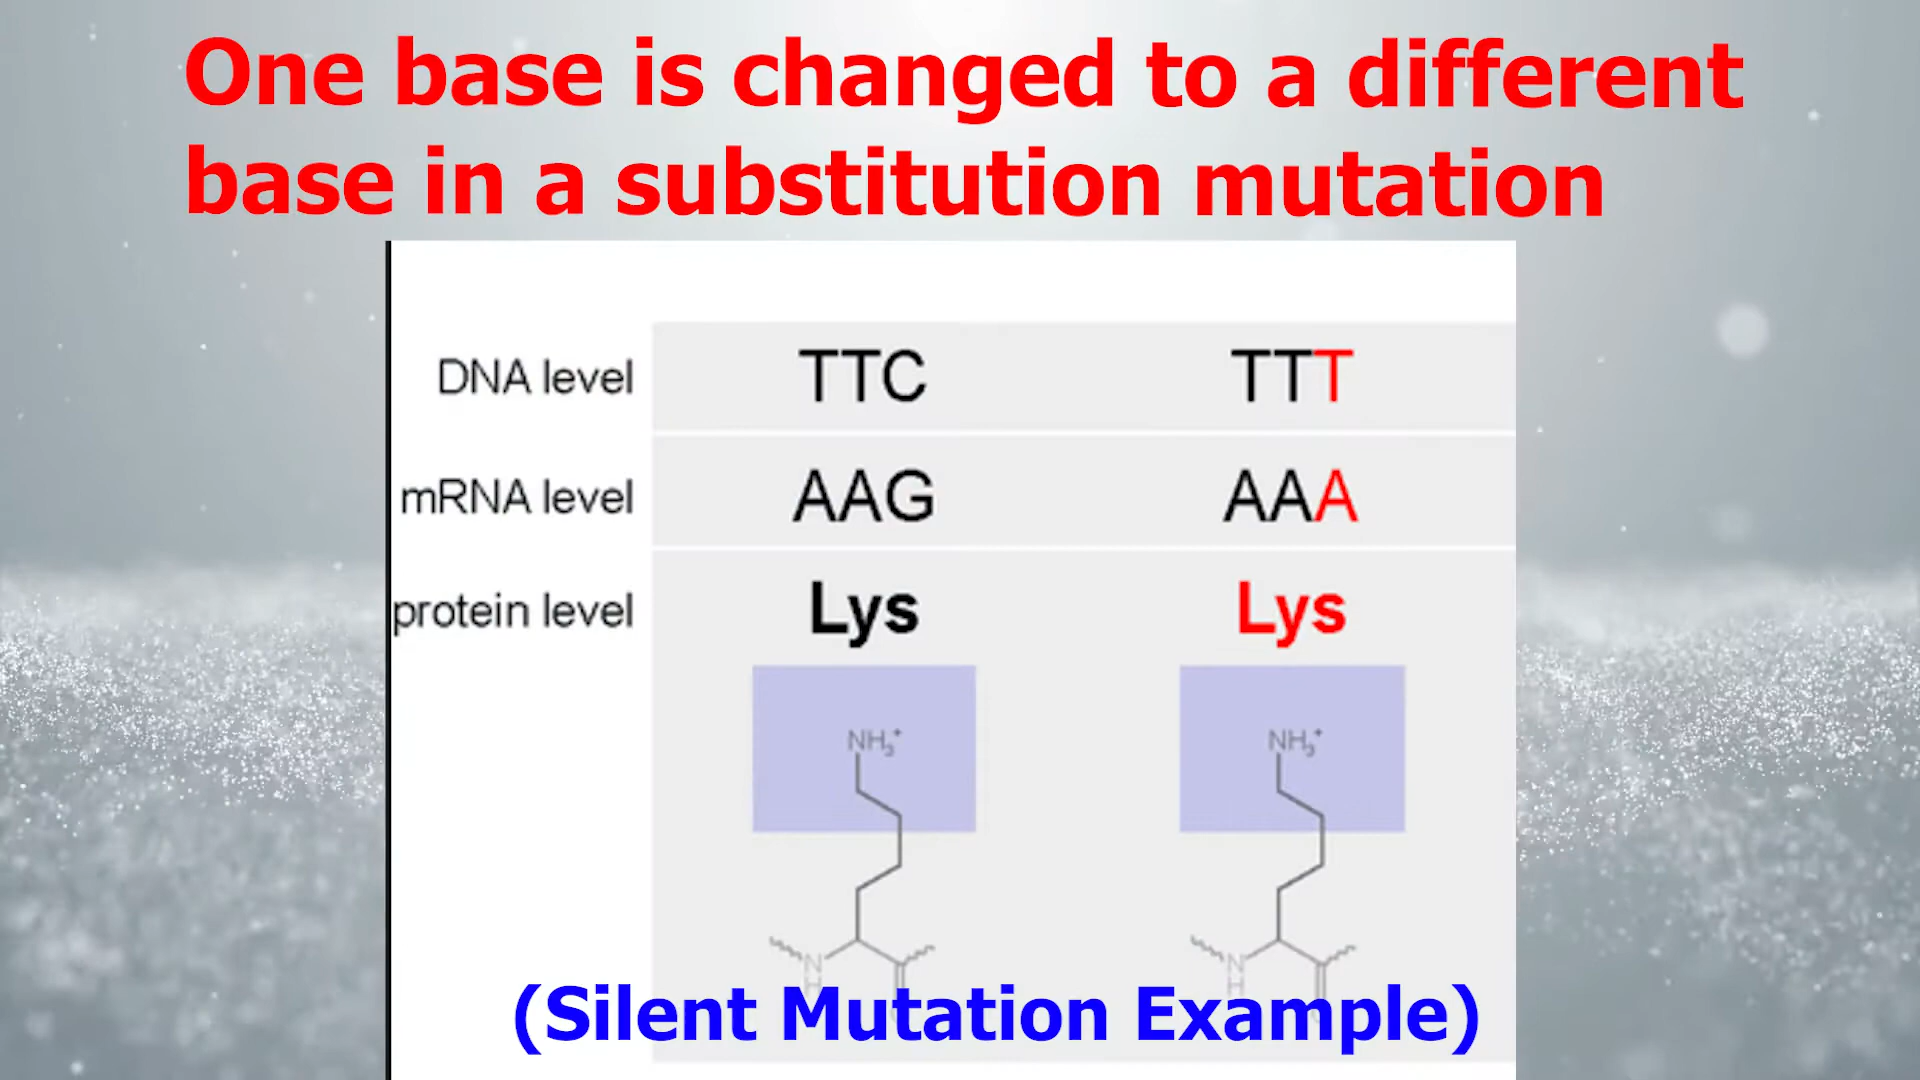 One base is changed to a different
base in a substitution mutation
DNA level TTC TTT
mRNA level AAG AAA
protein level Lys Lys
NH3+ NH3+
N N
H H
(Silent Mutation Example)